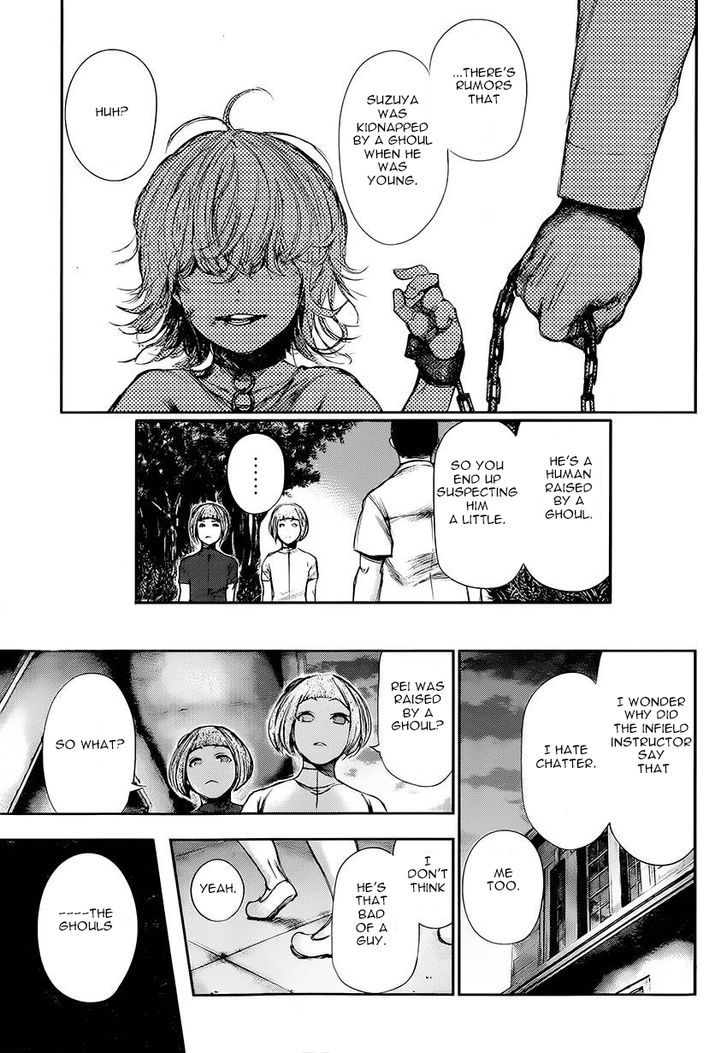 ...THERE'S
RUMORS
THAT
SUZUYA
WAS
KIDNAPPED
BY A GHOUL
WHEN HE
WAS
YOUNG.
HUH?
HE'S A
HUMAN
RAISED
BY A
GHOUL.
SO YOU
END UP
SUSPECTING
HIM
A LITTLE.
.....
I WONDER
WHY DID
THE INFIELD
INSTRUCTOR
SAY
THAT
I HATE
CHATTER.
ME
TOO.
REI WAS
RAISED
BY A
GHOUL?
SO WHAT?
I
DON'T
THINK
HE'S
THAT
BAD
OF A
GUY.
YEAH.
----THE
GHOULS